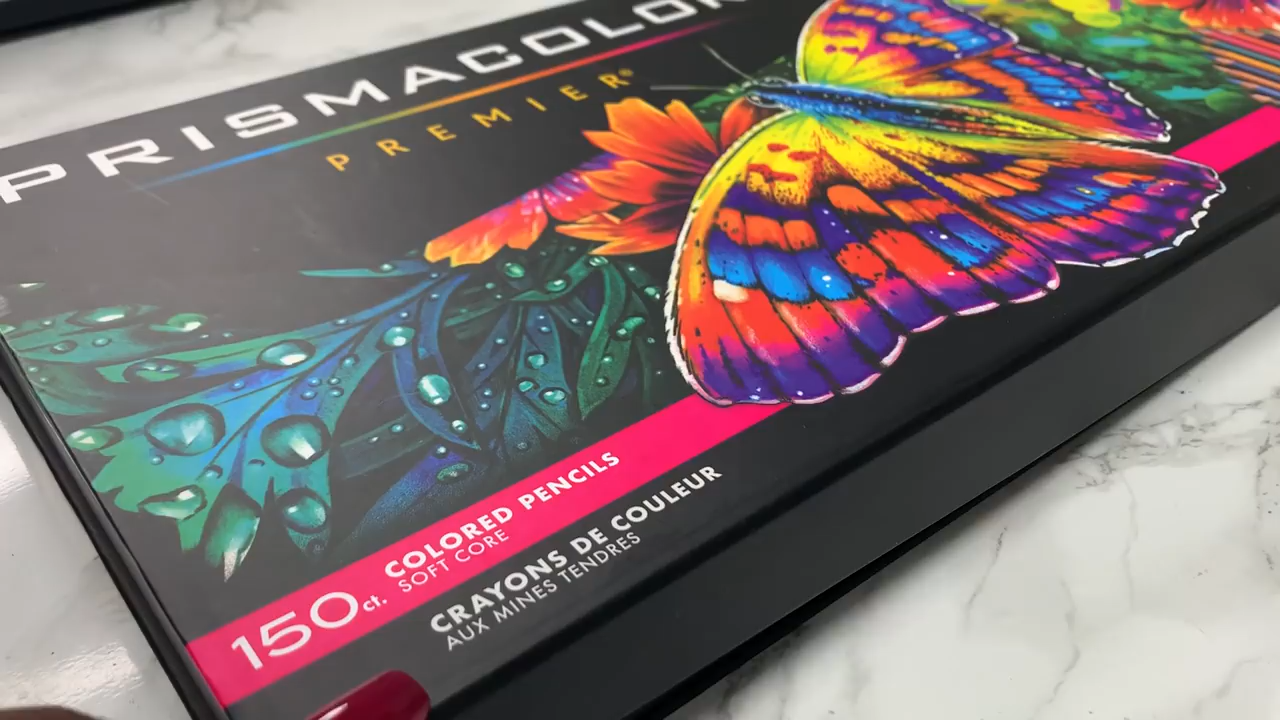 PRISMACOLOR
PREMIER®
150 ct.
COLORED PENCILS
SOFT CORE
CRAYONS DE COULEUR
AUX MINES TENDRES